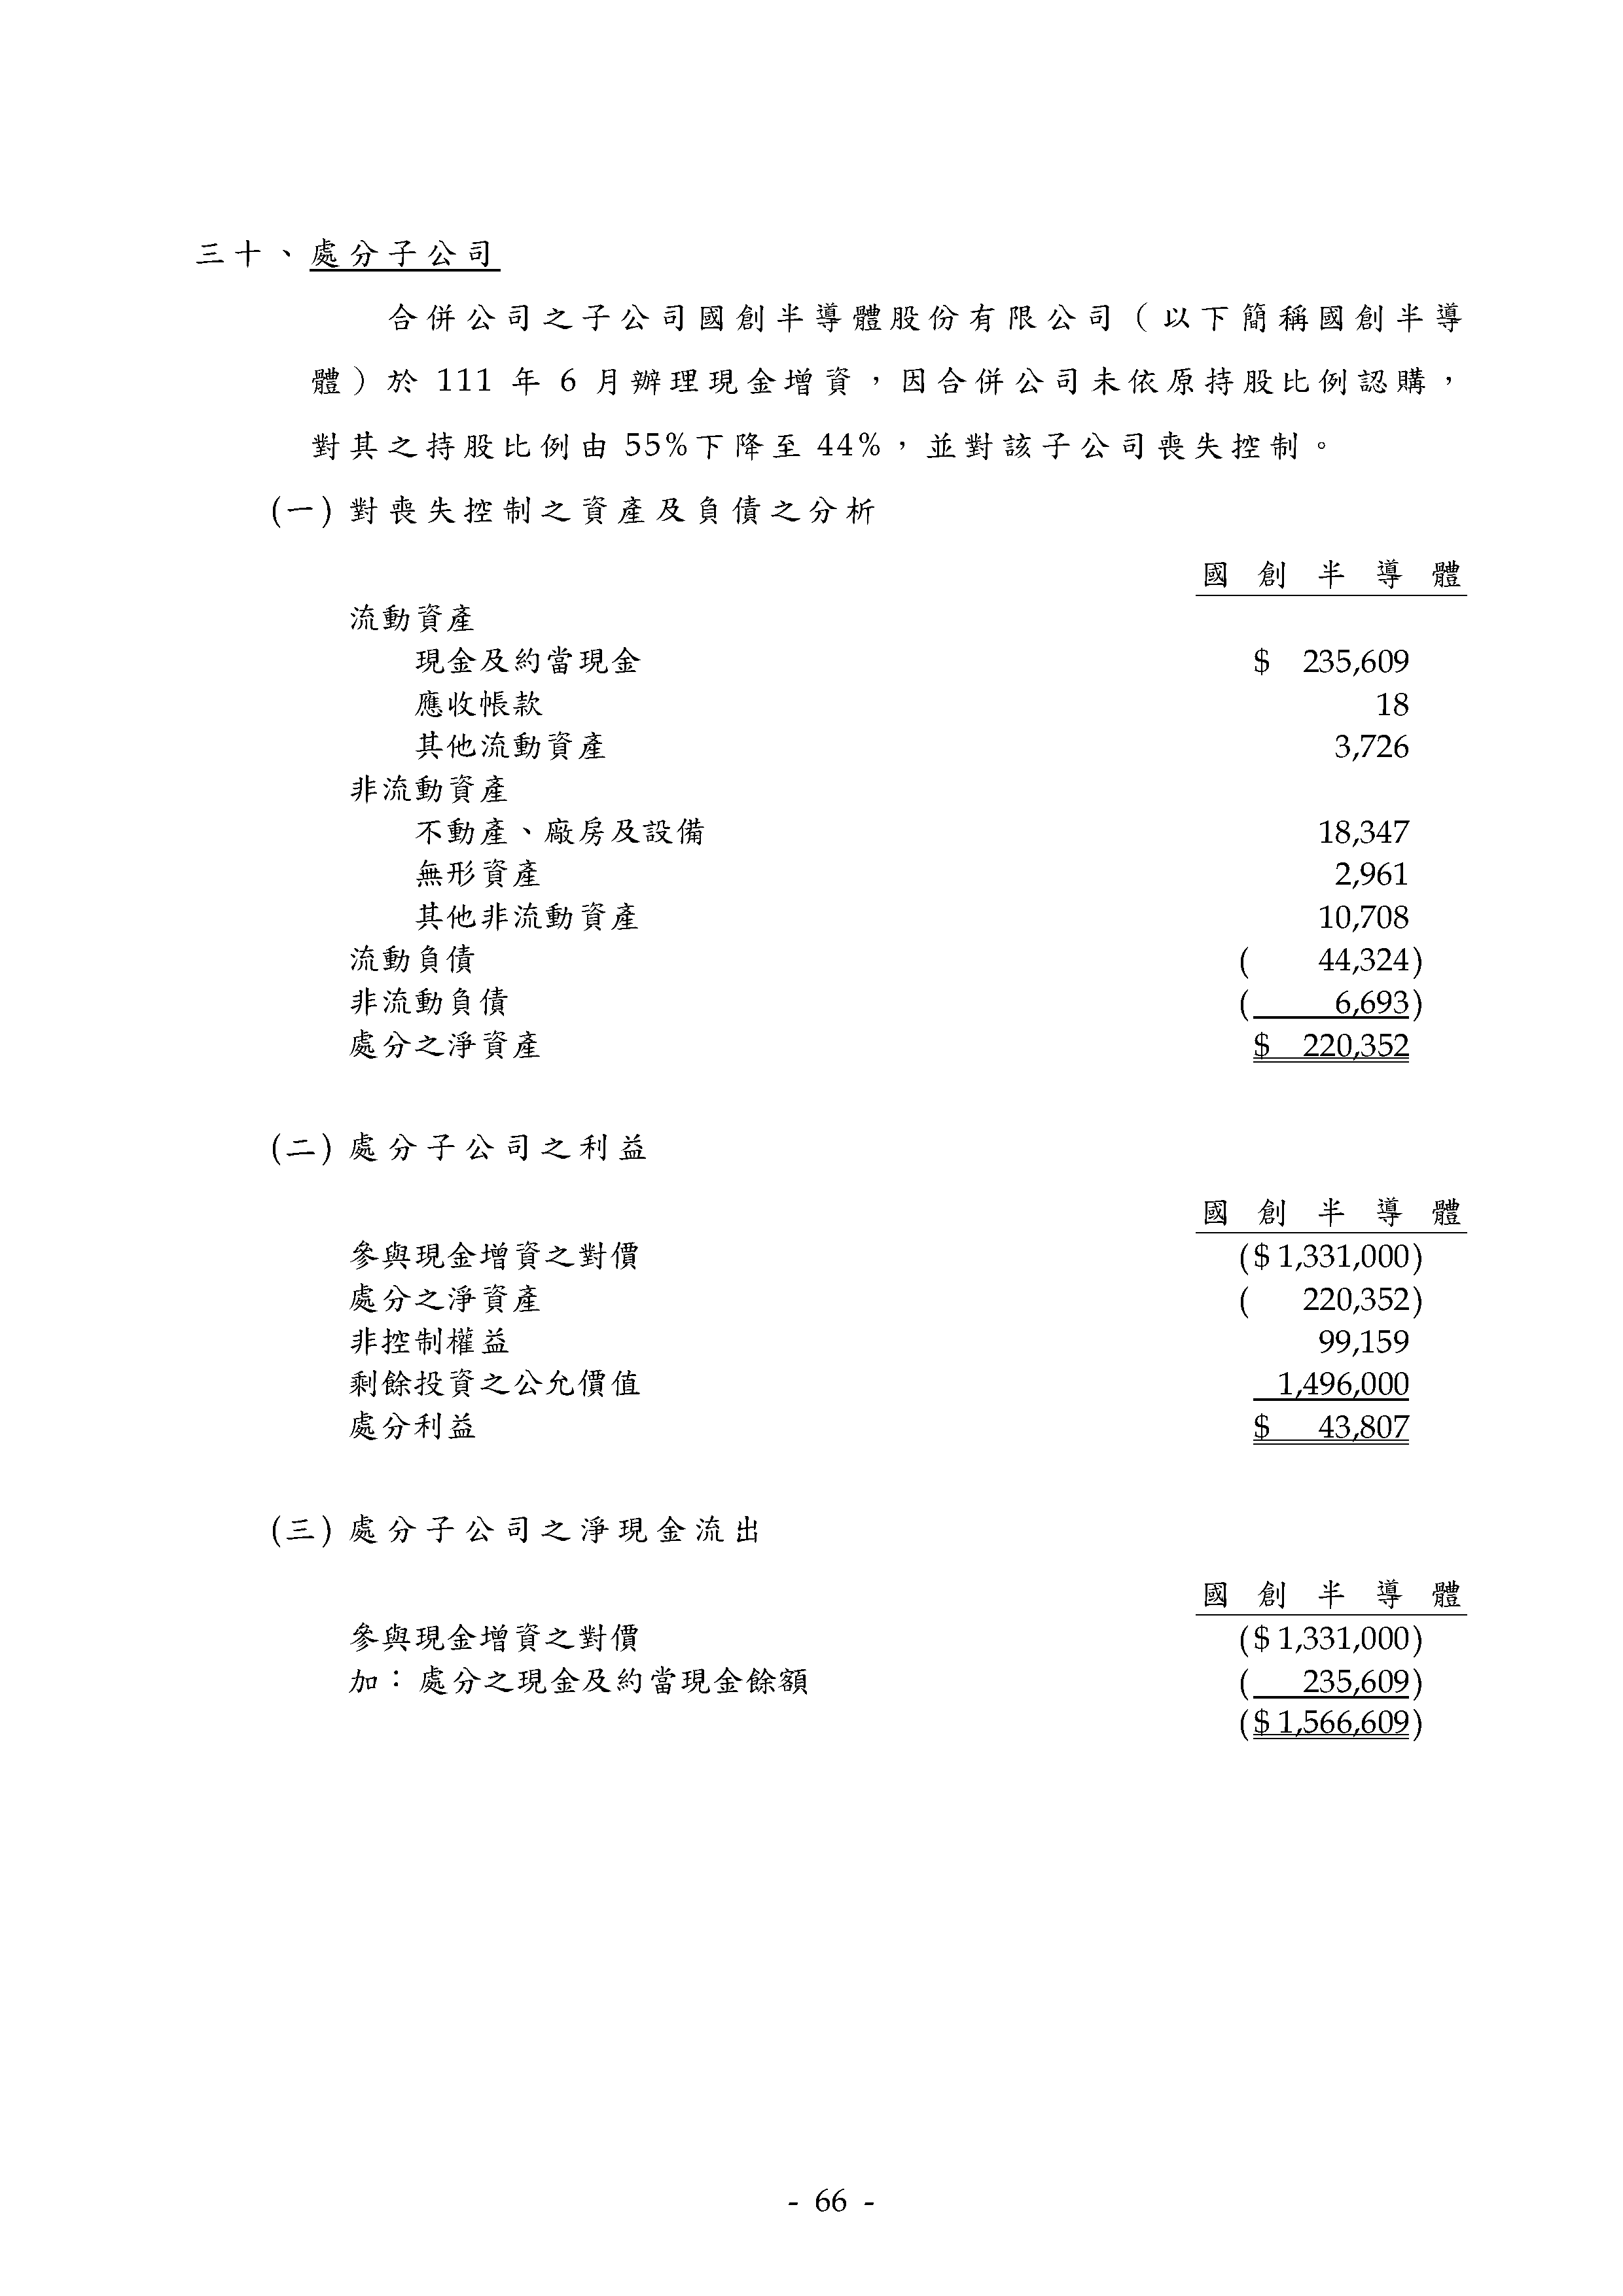 三十、處分子公司
合併公司之子公司國創半導體股份有限公司（以下簡稱國創半導
體）於 111 年 6 月辦理現金增資，因合併公司未依原持股比例認購，
對其之持股比例由 55%下降至 44%，並對該子公司喪失控制。
(一) 對喪失控制之資產及負債之分析
國創半導體
流動資產
現金及約當現金 $ 235,609
應收帳款 18
其他流動資產 3,726
非流動資產
不動產、廠房及設備 18,347
無形資產 2,961
其他非流動資產 10,708
流動負債 ( 44,324)
非流動負債 ( 6,693)
處分之淨資產 $ 220,352
(二) 處分子公司之利益
國創半導體
參與現金增資之對價 ($ 1,331,000)
處分之淨資產 ( 220,352)
非控制權益 99,159
剩餘投資之公允價值 1,496,000
處分利益 $ 43,807
(三) 處分子公司之淨現金流出
國創半導體
參與現金增資之對價 ($ 1,331,000)
加：處分之現金及約當現金餘額 ( 235,609)
($ 1,566,609)
- 66 -